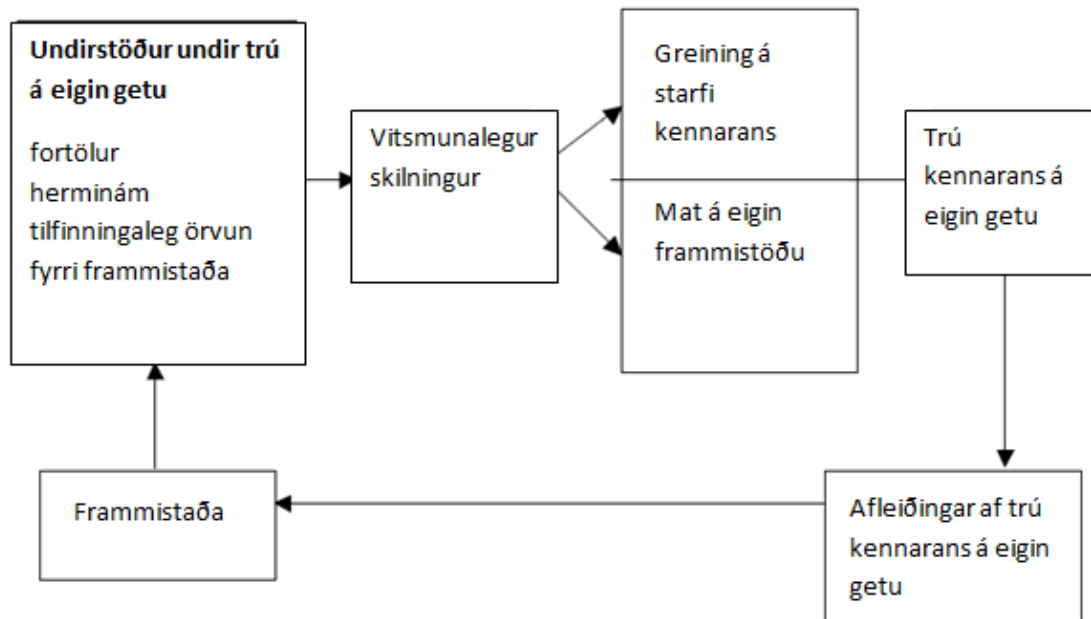 Undirstöður undir trú
á eigin getu
fortölur
herminám
tilfinningaleg örvun
fyrri frammistaða
Vitsmunalegur
skilningur
Greining á
starfi
kennarans
Mat á eigin
frammistöðu
Trú
kennarans á
eigin getu
Afleiðingar af trú
kennarans á eigin
getu
Frammistaða